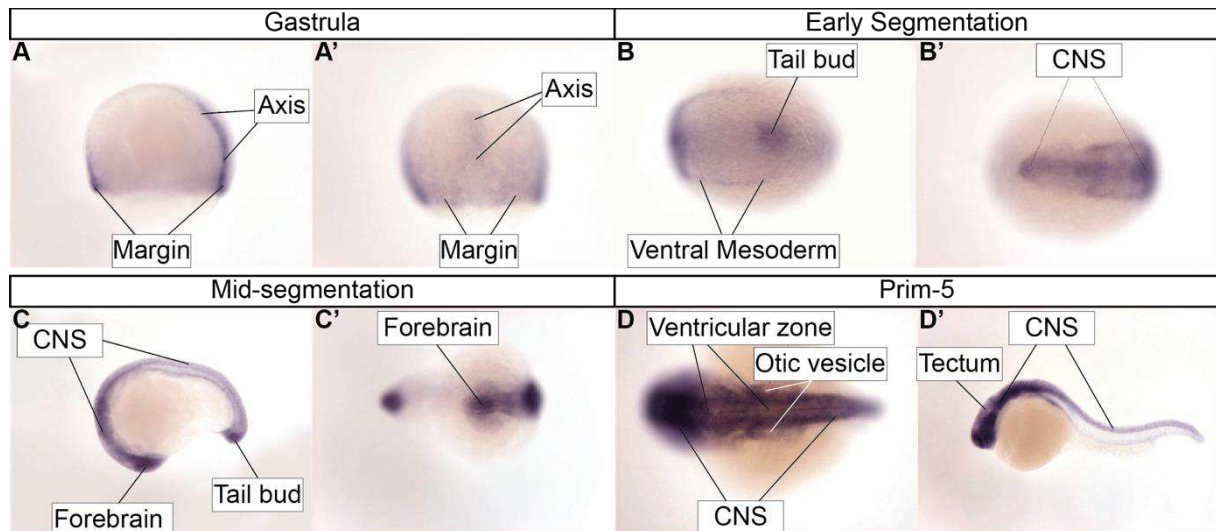 Gastrula
Early Segmentation
A
Axis
Margin
A'
Axis
Margin
B
Tail bud
Ventral Mesoderm
B'
CNS
Mid-segmentation
Prim-5
C
CNS
Forebrain
Tail bud
C'
Forebrain
D
Ventricular zone
Otic vesicle
CNS
D'
CNS
Tectum